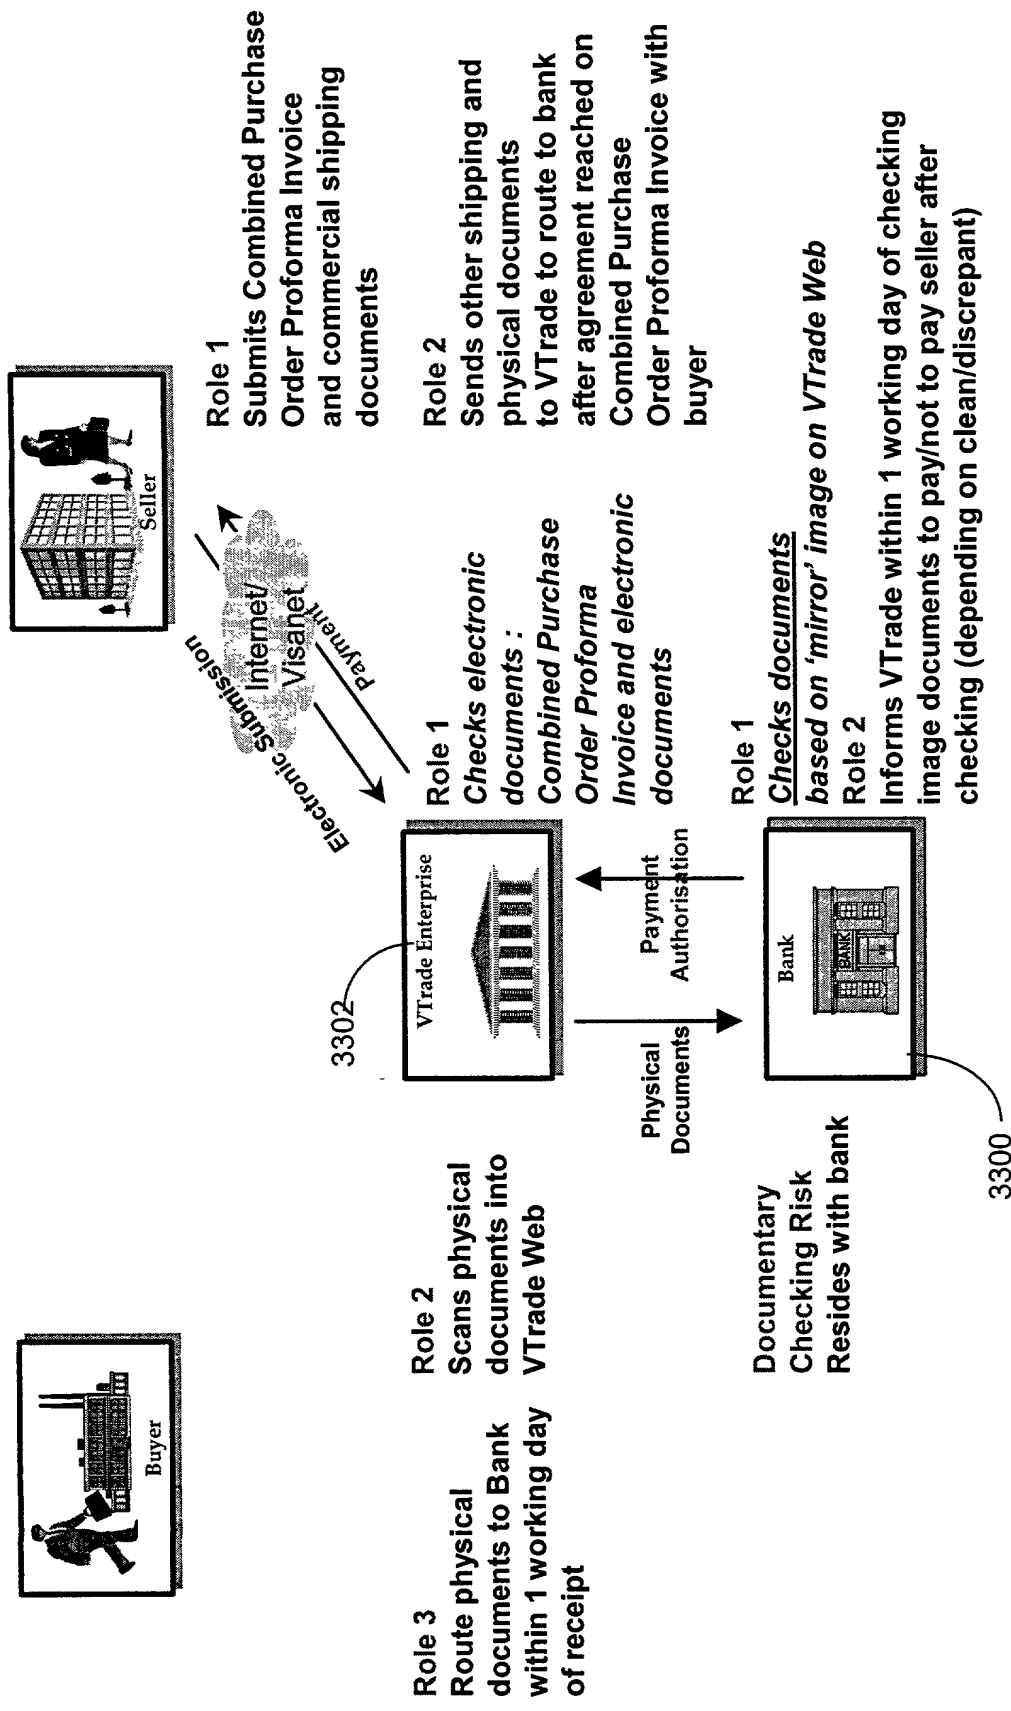 Buyer
Seller
Role 1
Submits Combined Purchase
Order Proforma Invoice
and commercial shipping
documents
Role 2
Sends other shipping and
physical documents
to VTrade to route to bank
after agreement reached on
Combined Purchase
Order Proforma Invoice with
buyer
Electronic Submission
Internet/
Visanet
Payment
3302
VTrade Enterprise
Role 1
Checks electronic
documents :
Combined Purchase
Order Proforma
Invoice and electronic
documents
Role 2
Scans physical
documents into
VTrade Web
Role 3
Route physical
documents to Bank
within 1 working day
of receipt
Physical
Documents
Payment
Authorisation
Bank
BANK
3300
Documentary
Checking Risk
Resides with bank
Role 1
Checks documents
based on ‘mirror’ image on VTrade Web
Role 2
Informs VTrade within 1 working day of checking
image documents to pay/not to pay seller after
checking (depending on clean/discrepant)